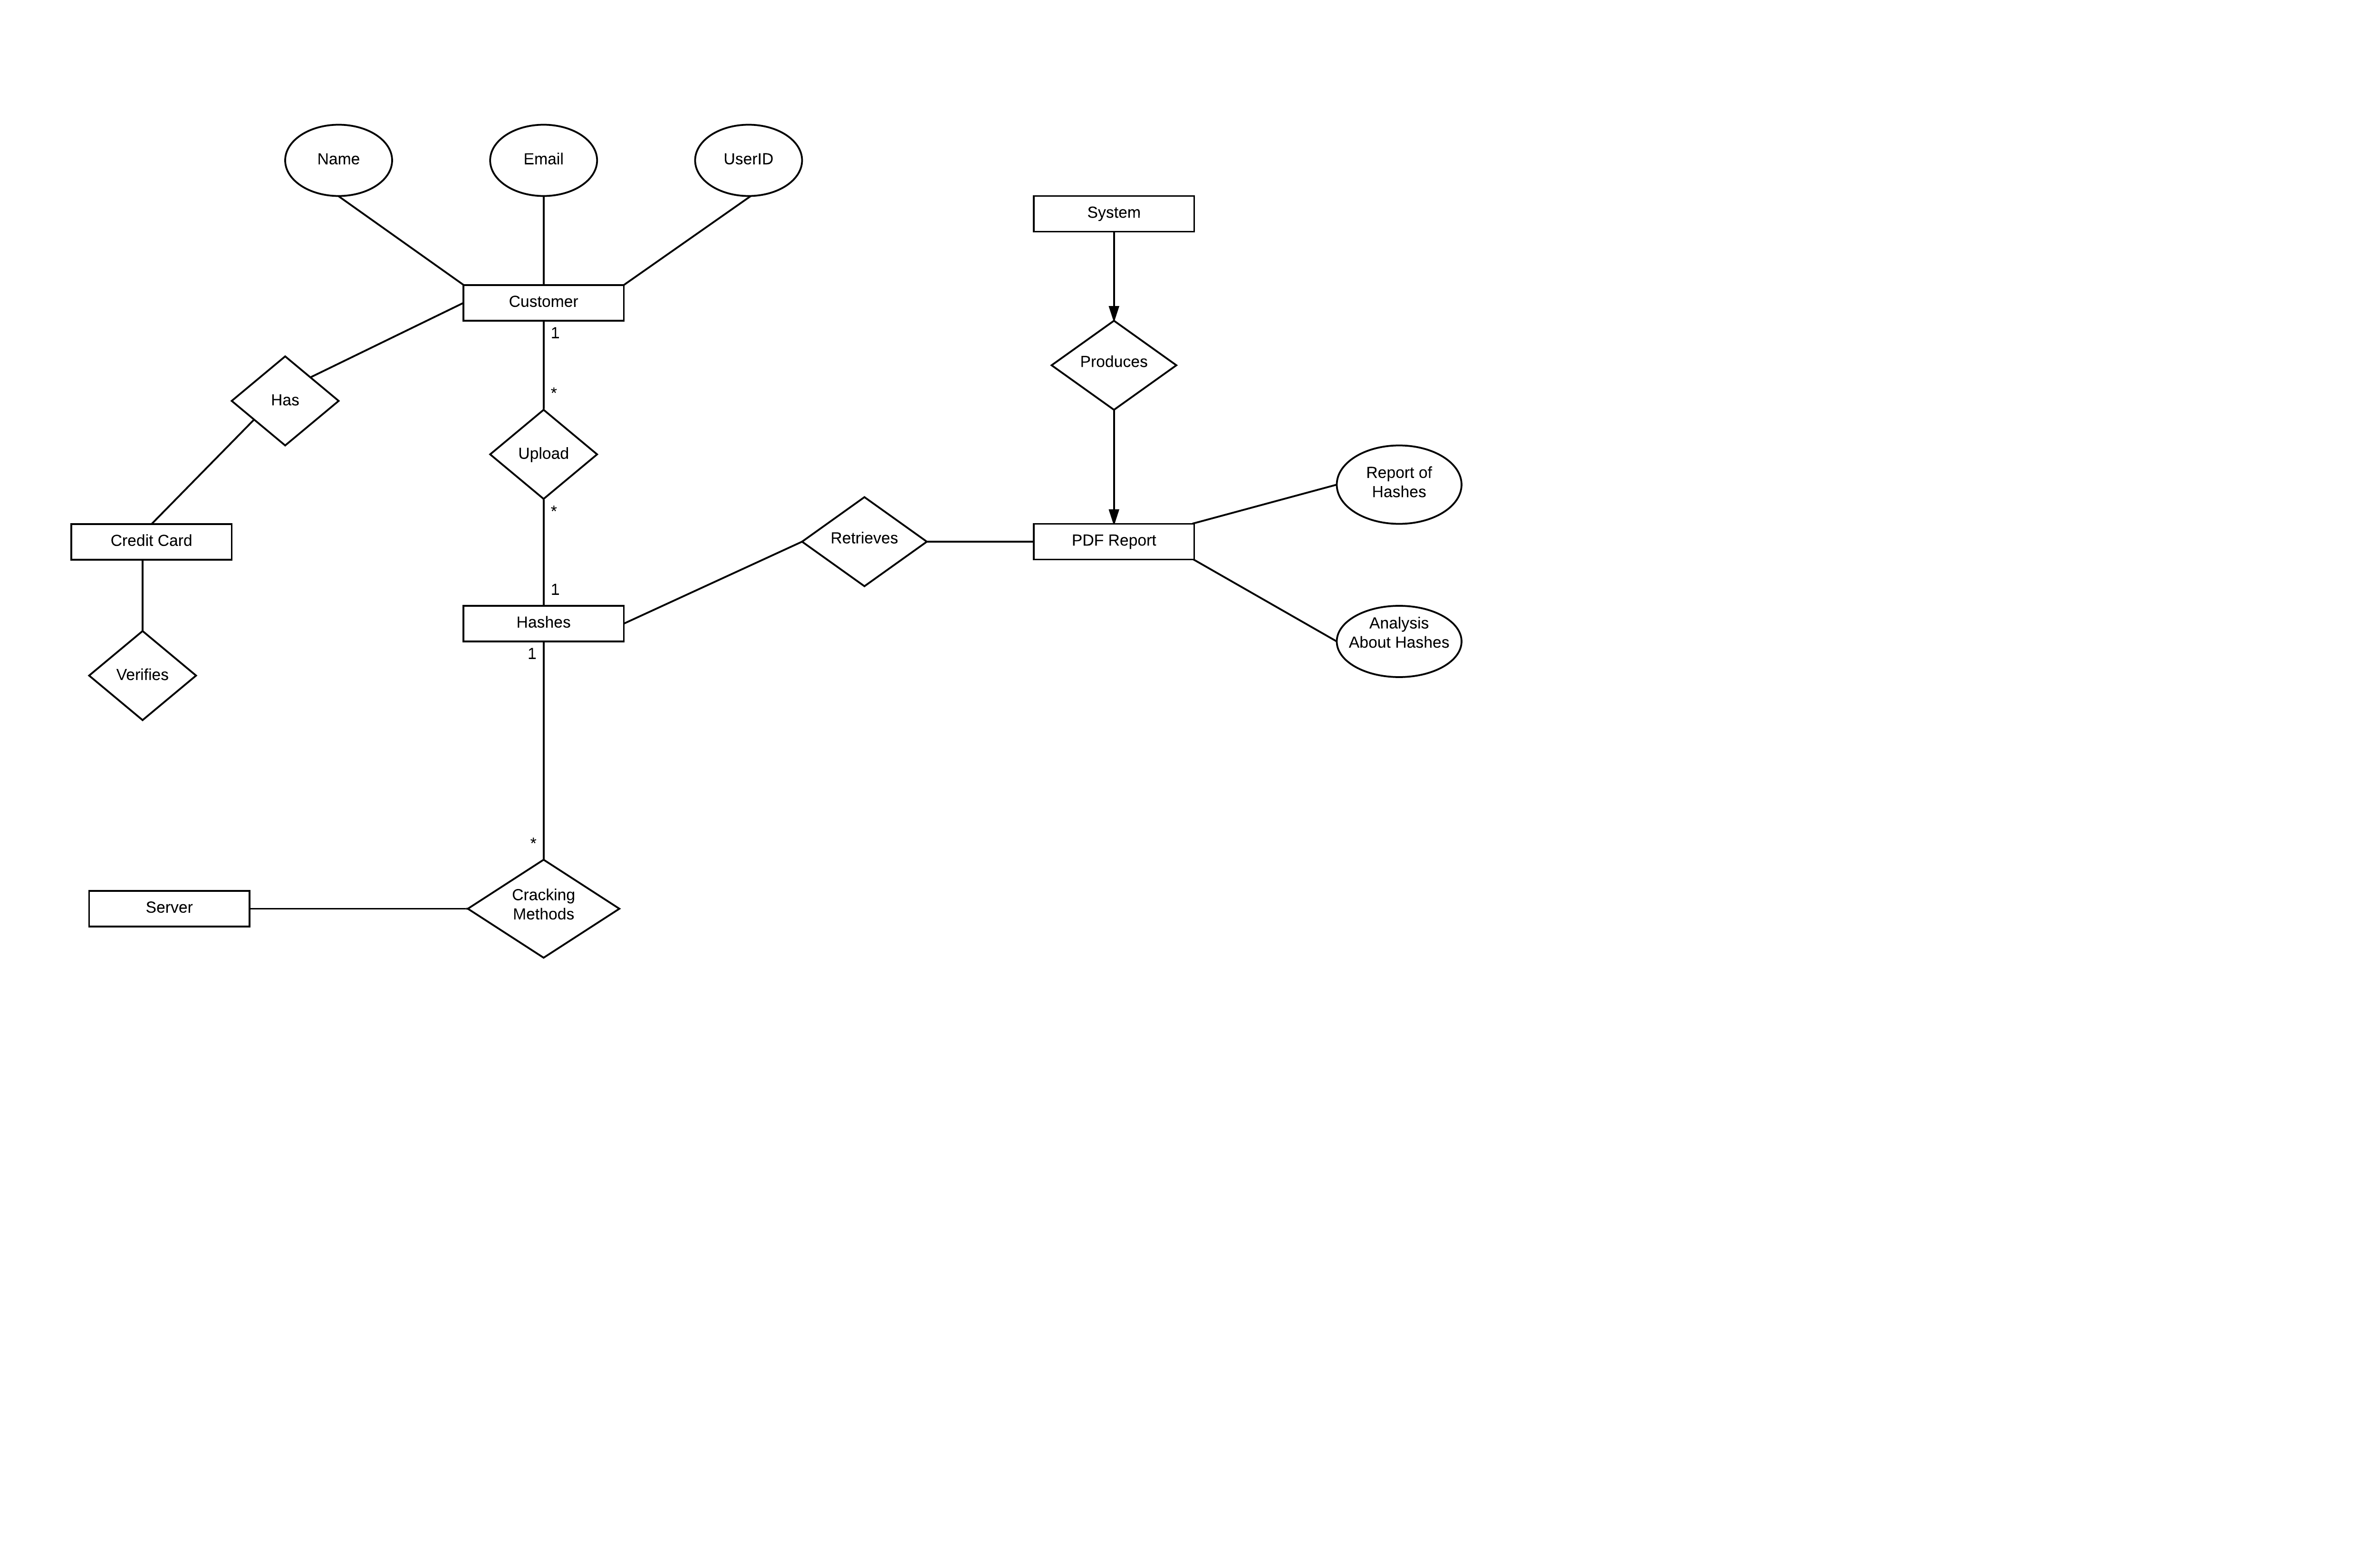 Name
Email
UserID
System
Customer
1
Produces
*
Has
Upload
Report of
Hashes
*
Retrieves
PDF Report
Credit Card
1
Hashes
Analysis
About Hashes
1
Verifies
*
Cracking
Methods
Server